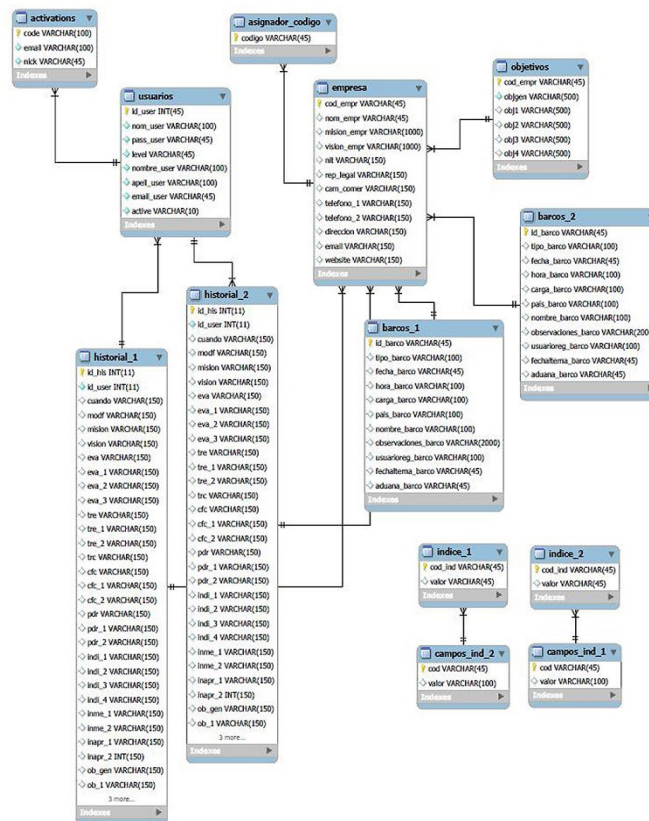 activations
code VARCHAR(100)
email VARCHAR(100)
nick VARCHAR(45)
Indexes
usuarios
id_user INT(45)
nom_user VARCHAR(100)
pass_user VARCHAR(45)
level VARCHAR(45)
nombre_user VARCHAR(100)
apell_user VARCHAR(100)
email_user VARCHAR(45)
active VARCHAR(10)
Indexes
asignador_codigo
codigo VARCHAR(45)
Indexes
empresa
cod_empr VARCHAR(45)
nom_empr VARCHAR(45)
mision_empr VARCHAR(1000)
vision_empr VARCHAR(1000)
nit VARCHAR(150)
rep_legal VARCHAR(150)
cam_comer VARCHAR(150)
telefono_1 VARCHAR(150)
telefono_2 VARCHAR(150)
direccion VARCHAR(150)
email VARCHAR(150)
website VARCHAR(150)
Indexes
objetivos
cod_empr VARCHAR(45)
objgen VARCHAR(500)
obj1 VARCHAR(500)
obj2 VARCHAR(500)
obj3 VARCHAR(500)
obj4 VARCHAR(500)
Indexes
barcos_2
id_barco VARCHAR(45)
tipo_barco VARCHAR(100)
fecha_barco VARCHAR(45)
hora_barco VARCHAR(100)
carga_barco VARCHAR(100)
pais_barco VARCHAR(100)
nombre_barco VARCHAR(100)
observaciones_barco VARCHAR(200
usuarioreg_barco VARCHAR(100)
fechaltema_barco VARCHAR(45)
aduana_barco VARCHAR(45)
Indexes
historial_2
id_his INT(11)
id_user INT(11)
cuando VARCHAR(150)
modf VARCHAR(150)
mision VARCHAR(150)
vision VARCHAR(150)
eva VARCHAR(150)
eva_1 VARCHAR(150)
eva_2 VARCHAR(150)
eva_3 VARCHAR(150)
tre VARCHAR(150)
tre_1 VARCHAR(150)
tre_2 VARCHAR(150)
trc VARCHAR(150)
cfc VARCHAR(150)
cfc_1 VARCHAR(150)
cfc_2 VARCHAR(150)
pdr VARCHAR(150)
pdr_1 VARCHAR(150)
pdr_2 VARCHAR(150)
indi_1 VARCHAR(150)
indi_2 VARCHAR(150)
indi_3 VARCHAR(150)
indi_4 VARCHAR(150)
inme_1 VARCHAR(150)
inme_2 VARCHAR(150)
inapr_1 VARCHAR(150)
inapr_2 INT(150)
ob_gen VARCHAR(150)
ob_1 VARCHAR(150)
3 more...
Indexes
barcos_1
id_barco VARCHAR(45)
tipo_barco VARCHAR(100)
fecha_barco VARCHAR(45)
hora_barco VARCHAR(100)
carga_barco VARCHAR(100)
pais_barco VARCHAR(100)
nombre_barco VARCHAR(100)
observaciones_barco VARCHAR(2000)
usuarioreg_barco VARCHAR(100)
fechaltema_barco VARCHAR(45)
aduana_barco VARCHAR(45)
Indexes
historial_1
id_his INT(11)
id_user INT(11)
cuando VARCHAR(150)
modf VARCHAR(150)
mision VARCHAR(150)
vision VARCHAR(150)
eva VARCHAR(150)
eva_1 VARCHAR(150)
eva_2 VARCHAR(150)
eva_3 VARCHAR(150)
tre VARCHAR(150)
tre_1 VARCHAR(150)
tre_2 VARCHAR(150)
trc VARCHAR(150)
cfc VARCHAR(150)
cfc_1 VARCHAR(150)
cfc_2 VARCHAR(150)
pdr VARCHAR(150)
pdr_1 VARCHAR(150)
pdr_2 VARCHAR(150)
indi_1 VARCHAR(150)
indi_2 VARCHAR(150)
indi_3 VARCHAR(150)
indi_4 VARCHAR(150)
inme_1 VARCHAR(150)
inme_2 VARCHAR(150)
inapr_1 VARCHAR(150)
inapr_2 INT(150)
ob_gen VARCHAR(150)
ob_1 VARCHAR(150)
3 more...
Indexes
indice_1
cod_ind VARCHAR(45)
valor VARCHAR(45)
Indexes
indice_2
cod_ind VARCHAR(45)
valor VARCHAR(45)
Indexes
campos_ind_2
cod VARCHAR(45)
valor VARCHAR(100)
Indexes
campos_ind_1
cod VARCHAR(45)
valor VARCHAR(100)
Indexes